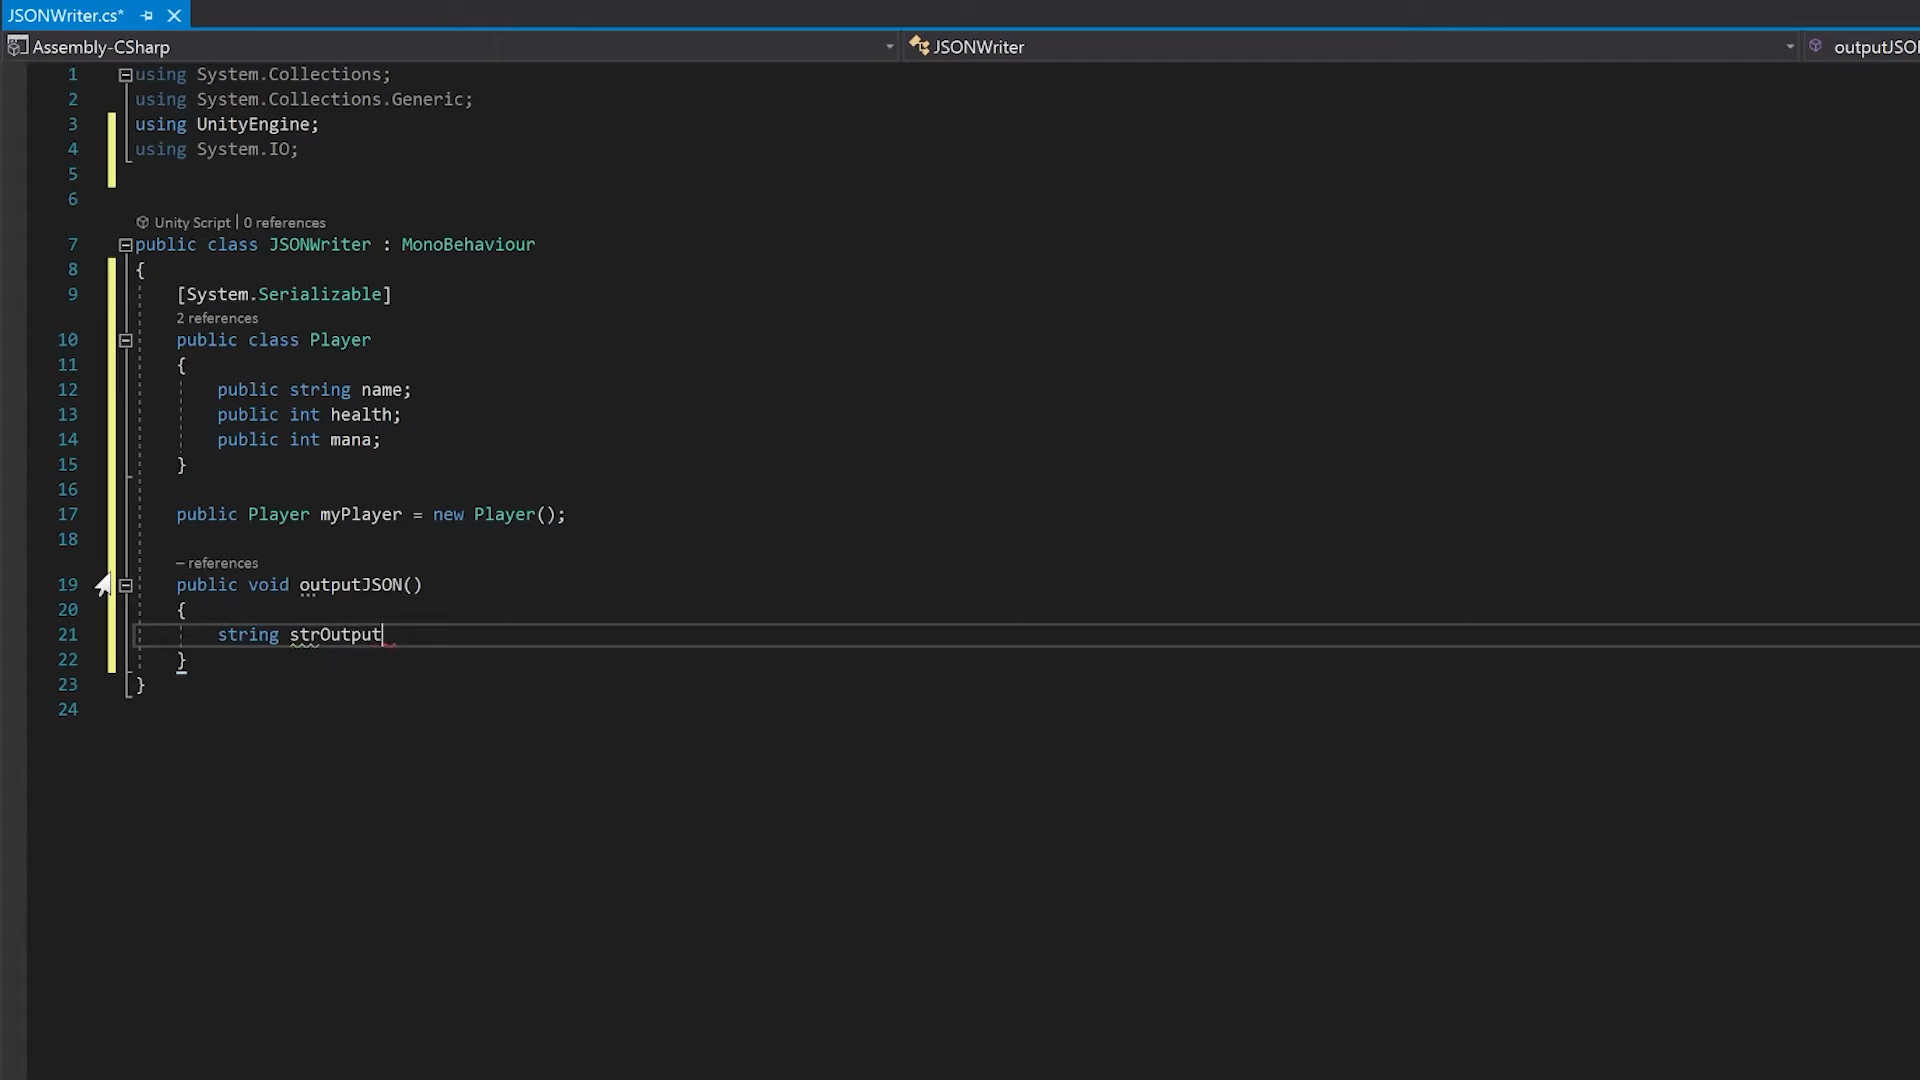 JSONWriter.cs*
Assembly-CSharp JSONWriter outputJSO
1 using System.Collections;
2 using System.Collections.Generic;
3 using UnityEngine;
4 using System.IO;
5
6
Unity Script | 0 references
7 public class JSONWriter : MonoBehaviour
8 {
9 [System.Serializable]
2 references
10 public class Player
11 {
12 public string name;
13 public int health;
14 public int mana;
15 }
16
17 public Player myPlayer = new Player();
18
– references
19 public void outputJSON()
20 {
21 string strOutput
22 }
23 }
24